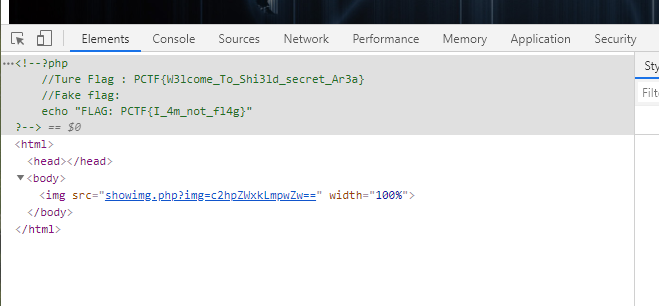 Elements Console Sources Network Performance Memory Application Security
<!--?php
//Ture Flag : PCTF{W3lcome_To_Shi3ld_secret_Ar3a}
//Fake flag:
echo "FLAG: PCTF{I_4m_not_fl4g}"
?--> == $0
<html>
<head></head>
<body>
<img src="showimg.php?img=c2hpZWxkLmpwZw==" width="100%">
</body>
</html>
Sty
Filte